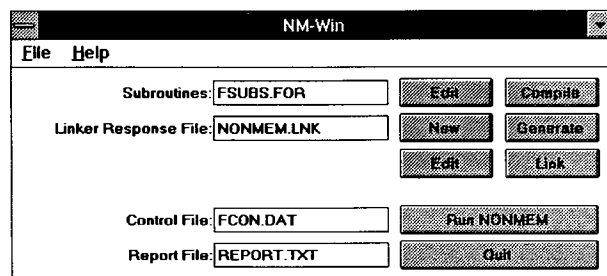 NM-Win
File Help
Subroutines: FSUBS.FOR Edit Compile
Linker Response File: NONMEM.LNK New Generate
Edit Link
Control File: FCON.DAT Run NONMEM
Report File: REPORT.TXT Quit